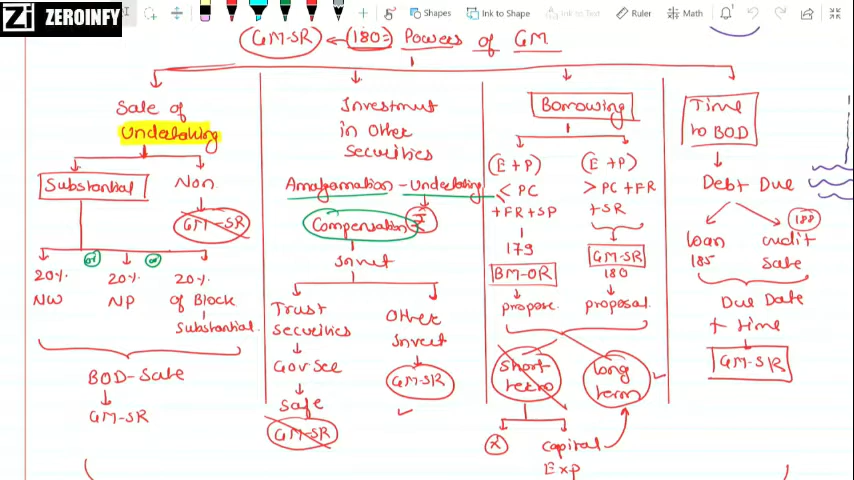 Zi ZEROINFY
Shapes
Ink to Shape
Ink to Text
Ruler
Math
GM-SR ← 180= Powers of GM
Sale of
Undertaking
Substantial
Non
GM-SR
or
or
20%
NW
20%
NP
20%
of Block
Substantial
BOD-Sale
GM-SR
Investment
in Other
Securities
Amalgamation - Undertaking
Compensation
Invet
Trust
Securities
Gov Sec
Safe
GM-SR
Other
Invest
GM-SR
Borrowing
(E+P)
< PC
+FR+SP
179
BM-OR
propose
(E+P)
> PC+FR
+SR
GM-SR
180
proposal
Short
term
long
term
x
capital
Exp
Time
to BOD
Debt Due
loan
185
188
credit
Sale
Due Date
+ Time
GM-SR